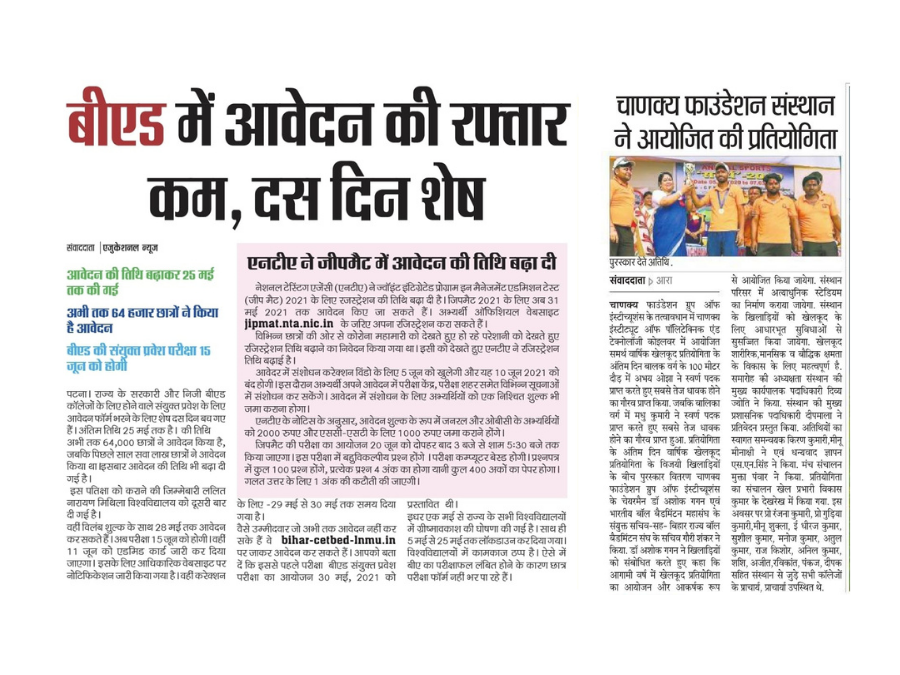 बीएड में आवेदन की रफ्तार
कम, दस दिन शेष
संवाददाता | एजुकेशनल न्यूज
आवेदन की तिथि बढ़ाकर 25 मई
तक की गई
अभी तक 64 हजार छात्रों ने किया
है आवेदन
बीएड की संयुक्त प्रवेश परीक्षा 15
जून को होगी
पटना। राज्य के सरकारी और निजी बीएड
कॉलेजों के लिए होने वाले संयुक्त प्रवेश के लिए
आवेदन फॉर्म भरने के लिए शेष दस दिन बच गए
हैं। अंतिम तिथि 25 मई तक है। की तिथि
अभी तक 64,000 छात्रों ने आवेदन किया है,
जबकि पिछले साल सवा लाख छात्रों ने आवेदन
किया था।इसबार आवेदन की तिथि भी बढ़ा दी
गई है।
इस पतिक्षा को कराने की जिम्मेबारी ललित
नारायण मिथिला विश्वविद्यालय को दूसरी बार
दी गई है।
वहीं विलंब शुल्क के साथ 28 मई तक आवेदन
कर सकते हैं। अब परीक्षा 15 जून को होगी।वहीं
11 जून को एडमिड कार्ड जारी कर दिया
जाएगा। इसके लिए आधिकारिक वेबसाइट पर
नोटिफिकेशन जारी किया गया है। वहीं करेक्शन
एनटीए ने जीपमैट में आवेदन की तिथि बढ़ा दी
नेशनल टेस्टिंग एजेंसी (एनटीए) ने ज्वॉइंट इंटिग्रेटेड प्रोग्राम इन मैनेजमेंट एडमिशन टेस्ट
(जीप मैट) 2021 के लिए रजस्ट्रेशन की तिथि बढ़ा दी है। जिपमैट 2021 के लिए अब 31
मई 2021 तक आवेदन किए जा सकते हैं। अभ्यर्थी ऑफिशियल वेबसाइट
jipmat.nta.nic.in के जरिए अपना रजिस्ट्रेशन करा सकते हैं।
विभिन्न छात्रों की ओर से कोरोना महामारी को देखते हुए हो रहे परेशानी को देखते हुए
रजिस्ट्रेशन तिथि बढ़ाने का निवेदन किया गया था। इसी को देखते हुए एनटीए ने रजिस्ट्रेशन
तिथि बढ़ाई है।
आवेदर में संशोधन करेक्शन विंडो के लिए 5 जून को खुलेगी और यह 10 जून 2021 को
बंद होगी। इस दौरान अभ्यर्थी अपने आवेदन में परीक्षा केंद्र, परीक्षा शहर समेत विभिन्न सूचनाओं
में संशोधन कर सकेंगे। आवेदन में संशोधन के लिए अभ्यर्थियों को एक निश्चित शुल्क भी
जमा कराना होगा।
एनटीए के नोटिस के अनुसार, आवेदन शुल्क के रूप में जनरल और ओबीसी के अभ्यर्थियों
को 2000 रुपए और एससी-एसटी के लिए 1000 रुपए जमा कराने होंगे।
जिपमैट की परीक्षा का आयोजन 20 जून को दोपहर बाद 3 बजे से शाम 5:30 बजे तक
किया जाएगा। इस परीक्षा में बहुविकल्पीय प्रश्न होंगे। परीक्षा कम्प्यूटर बेस्ड होगी। प्रश्नपत्र
में कुल 100 प्रश्न होंगे, प्रत्येक प्रश्न 4 अंक का होगा यानी कुल 400 अंकों का पेपर होगा।
गलत उत्तर के लिए 1 अंक की कटौती की जाएगी।
के लिए -29 मई से 30 मई तक समय दिया
गया है।
वैसे उम्मीदवार जो अभी तक आवेदन नहीं कर
सके हैं वे bihar-cetbed-lnmu.in
पर जाकर आवेदन कर सकते हैं। आपको बता
दें कि इससे पहले परीक्षा बीएड संयुक्त प्रवेश
परीक्षा का आयोजन 30 मई, 2021 को
प्रस्तावित थी।
इधर एक मई से राज्य के सभी विश्वविद्यालयों
में ग्रीष्मावकाश की घोषणा की गई है। साथ ही
5 मई से 25 मई तक लॉकडाउन कर दिया गया।
विश्वविद्यालयों में कामकाज ठप्प है। ऐसे में
बीए का परीक्षाफल लंबित होने के कारण छात्र
परीक्षा फॉर्म नहीं भर पा रहे हैं।
चाणक्य फाउंडेशन संस्थान
ने आयोजित की प्रतियोगिता
पुरस्कार देते अतिथि.
संवाददाता ▷ आरा
चाणक्य फाउंडेशन ग्रुप ऑफ
इंस्टीच्यूशंस के तत्वावधान में चाणक्य
इंस्टीट्यूट ऑफ पॉलिटेक्निक एंड
टेक्नोलॉजी कोइलवर में आयोजित
समर्थ वार्षिक खेलकूद प्रतियोगिता के
अंतिम दिन बालक वर्ग के 100 मीटर
दौड़ में अभय ओझा ने स्वर्ण पदक
प्राप्त करते हुए सबसे तेज धावक होने
का गौरव प्राप्त किया. जबकि बालिका
वर्ग में मधु कुमारी ने स्वर्ण पदक
प्राप्त करते हुए सबसे तेज धावक
होने का गौरव प्राप्त हुआ. प्रतियोगिता
के अंतिम दिन वार्षिक खेलकूद
प्रतियोगिता के विजयी खिलाड़ियों
के बीच पुरस्कार वितरण चाणक्य
फाउंडेशन ग्रुप ऑफ इंस्टीच्यूशंस
के चेयरमैन डॉ अशोक गगन एवं
भारतीय बॉल बैडमिंटन महासंघ के
संयुक्त सचिव-सह- बिहार राज्य बॉल
बैडमिंटन संघ के सचिव गौरी शंकर ने
किया. डॉ अशोक गगन ने खिलाड़ियों
को संबोधित करते हुए कहा कि
आगामी वर्ष में खेलकूद प्रतियोगिता
का आयोजन और आकर्षक रूप
से आयोजित किया जायेगा. संस्थान
परिसर में अत्याधुनिक स्टेडियम
का निर्माण कराया जायेगा. संस्थान
के खिलाड़ियों को खेलकूद के
लिए आधारभूत सुविधाओं से
सुसज्जित किया जायेगा. खेलकूद
शारीरिक,मानसिक व बौद्धिक क्षमता
के विकास के लिए महत्वपूर्ण है.
समारोह की अध्यक्षता संस्थान की
मुख्य कार्यपालक पदाधिकारी दिव्य
ज्योति ने किया. संस्थान की मुख्य
प्रशासनिक पदाधिकारी दीपमाला ने
प्रतिवेदन प्रस्तुत किया. अतिथियों का
स्वागत समन्वयक किरण कुमारी,मीनू
मीनाक्षी ने एवं धन्यवाद ज्ञापन
एस.एन.सिंह ने किया. मंच संचालन
मुक्ता पंवार ने किया. प्रतियोगिता
का संचालन खेल प्रभारी विकास
कुमार के देखरेख में किया गया. इस
अवसर पर प्रो रंजना कुमारी, प्रो गुड़िया
कुमारी,मीनू शुक्ला, ई धीरज कुमार,
सुशील कुमार, मनोज कुमार, अतुल
कुमार, राज किशोर, अनिल कुमार,
शशि, अजीत,रविकांत, पंकज, दीपक
सहित संस्थान से जुड़े सभी कॉलेजों
के प्राचार्य, प्राचार्या उपस्थित थे.